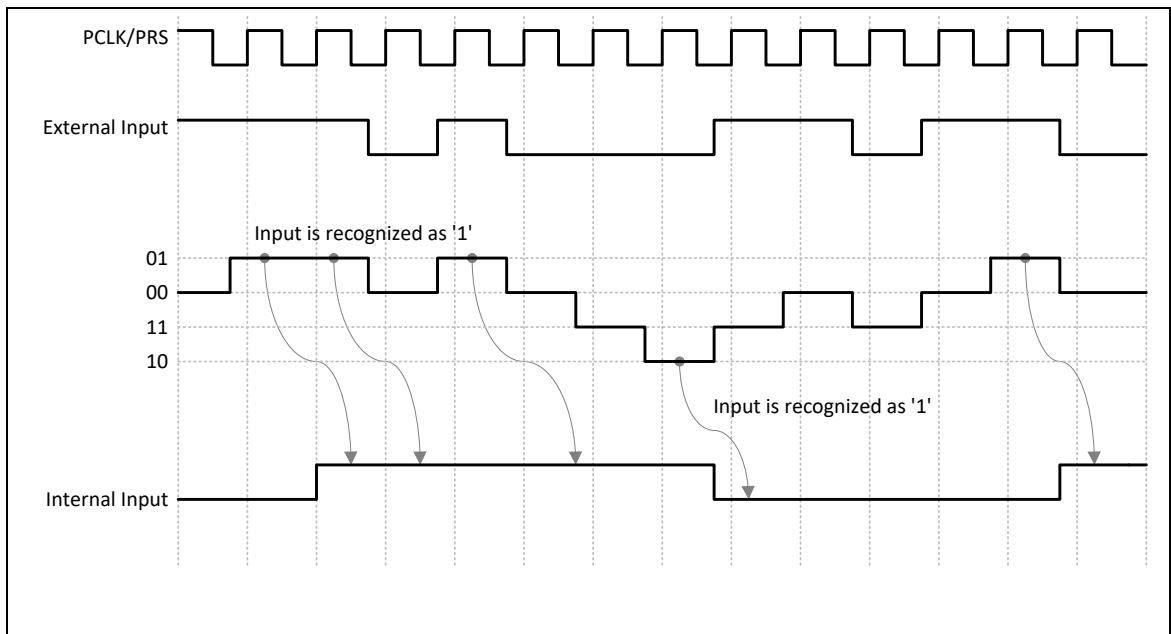 PCLK/PRS
External Input
Input is recognized as '1'
01
00
11
10
Input is recognized as '1'
Internal Input